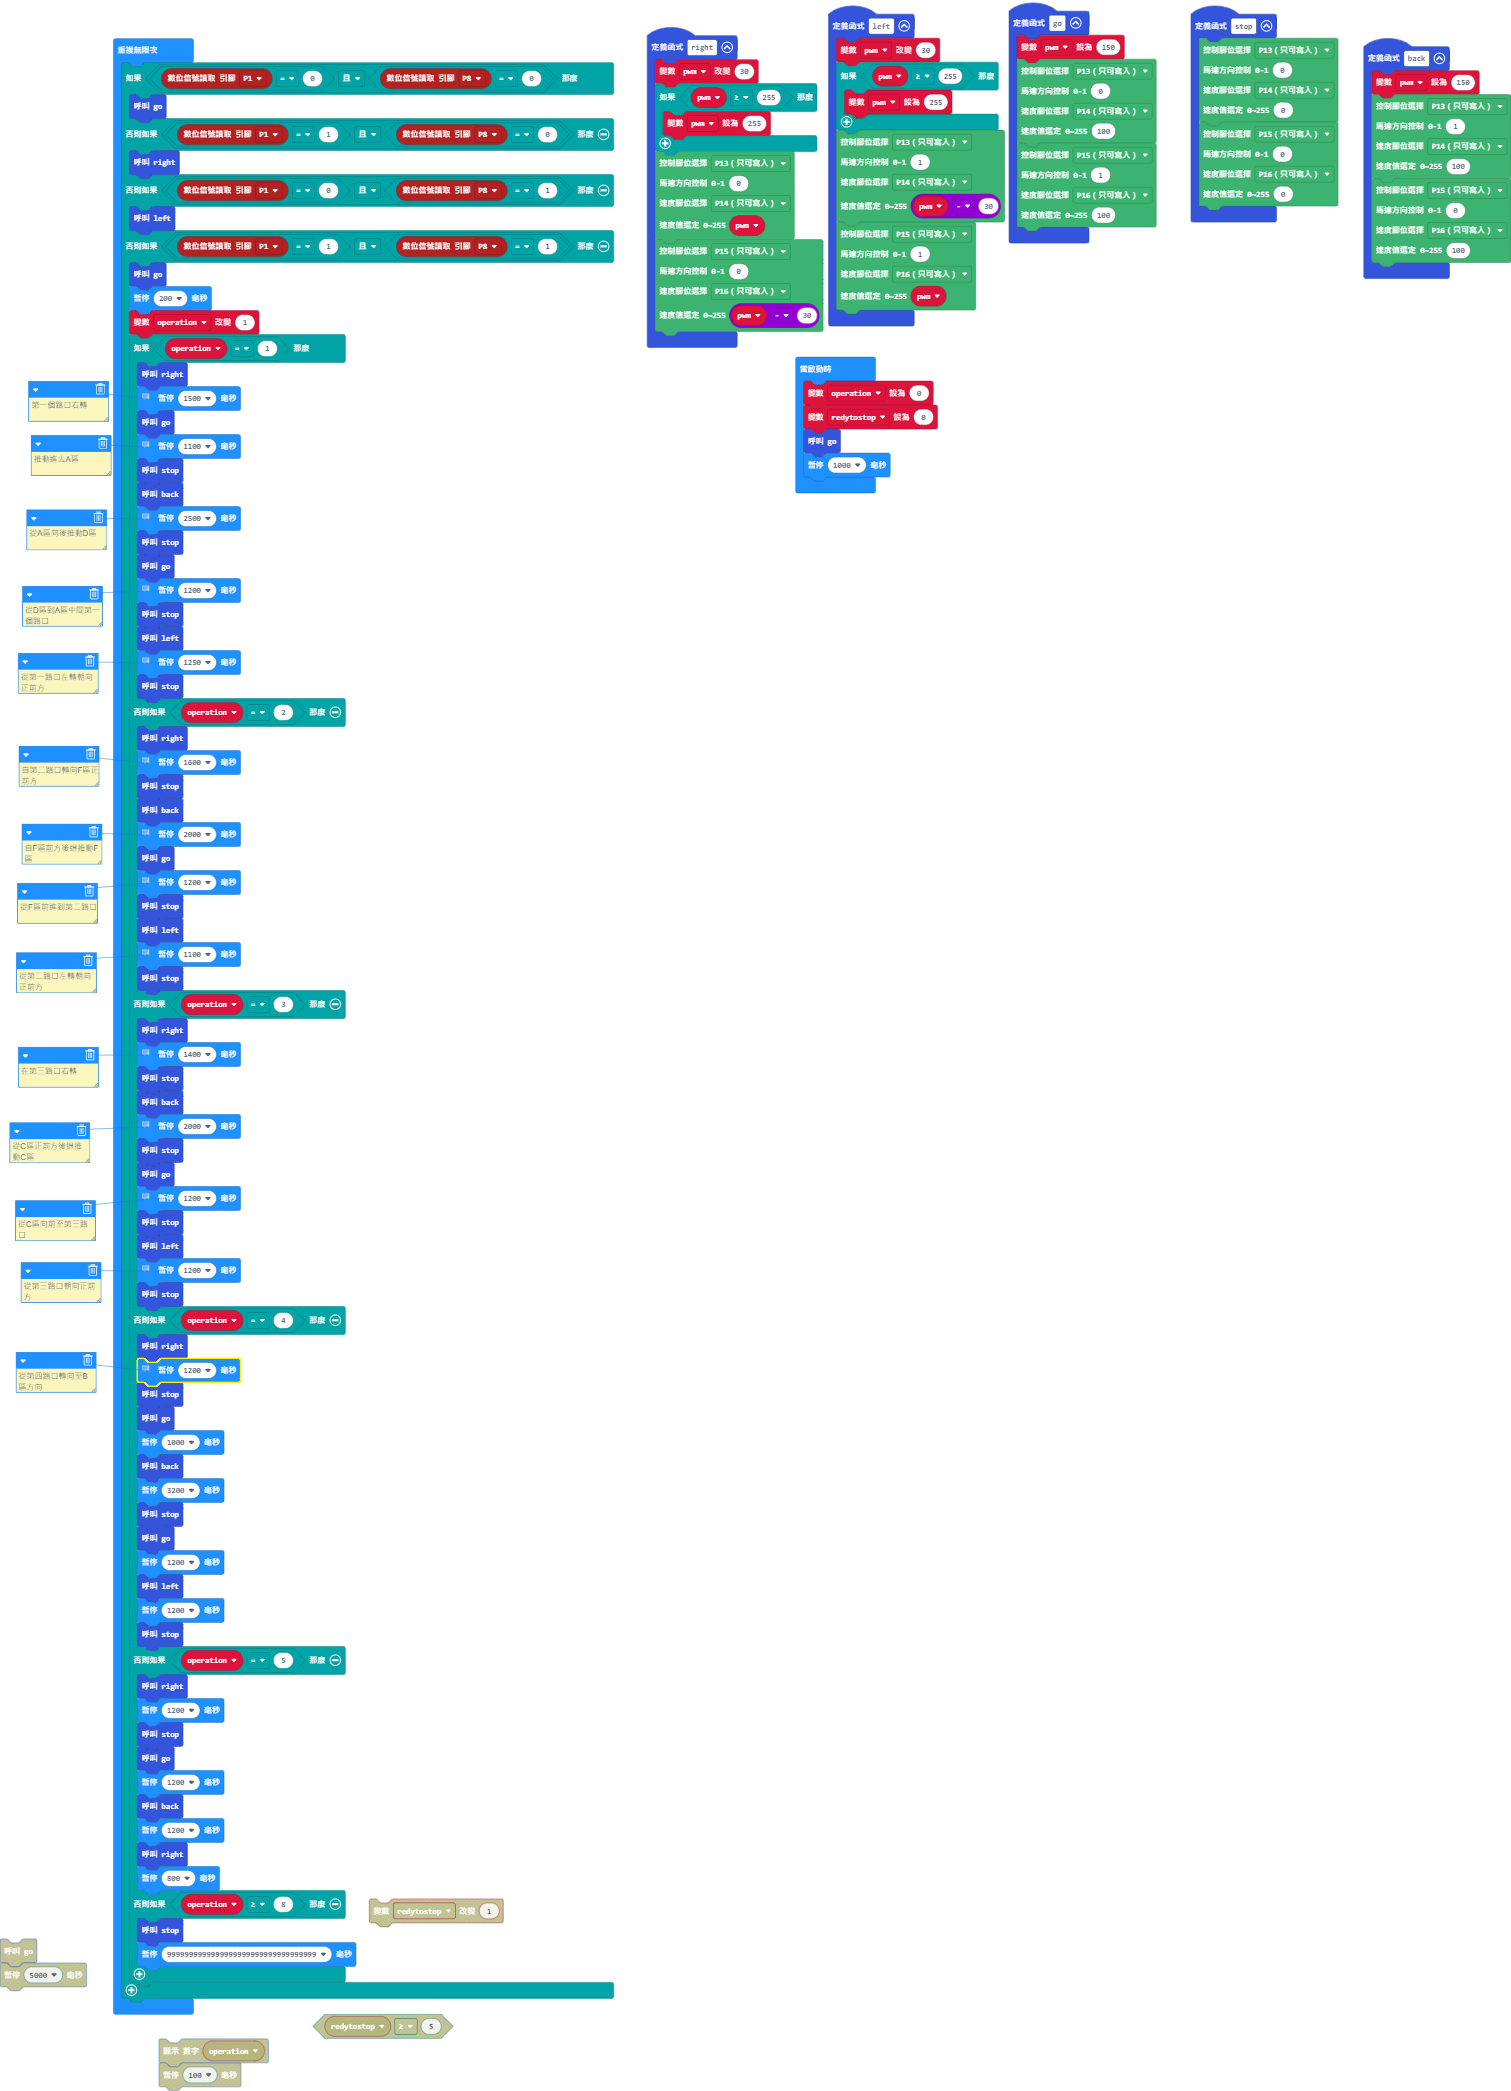 重複無限次
如果 數位信號讀取 引腳 P1 = 0 且 數位信號讀取 引腳 P8 = 0 那麼
呼叫 go
否則如果 數位信號讀取 引腳 P1 = 1 且 數位信號讀取 引腳 P8 = 0 那麼
呼叫 right
否則如果 數位信號讀取 引腳 P1 = 0 且 數位信號讀取 引腳 P8 = 1 那麼
呼叫 left
否則如果 數位信號讀取 引腳 P1 = 1 且 數位信號讀取 引腳 P8 = 1 那麼
呼叫 go
暫停 200 毫秒
變數 operation 改變 1
如果 operation = 1 那麼
呼叫 right
暫停 1500 毫秒
呼叫 go
暫停 1100 毫秒
呼叫 stop
呼叫 back
暫停 2500 毫秒
呼叫 stop
呼叫 go
暫停 1200 毫秒
呼叫 stop
呼叫 left
暫停 1250 毫秒
呼叫 stop
否則如果 operation = 2 那麼
呼叫 right
暫停 1600 毫秒
呼叫 stop
呼叫 back
暫停 2000 毫秒
呼叫 go
暫停 1200 毫秒
呼叫 stop
呼叫 left
暫停 1100 毫秒
呼叫 stop
否則如果 operation = 3 那麼
呼叫 right
暫停 1400 毫秒
呼叫 stop
呼叫 back
暫停 2000 毫秒
呼叫 stop
呼叫 go
暫停 1200 毫秒
呼叫 stop
呼叫 left
暫停 1200 毫秒
呼叫 stop
否則如果 operation = 4 那麼
呼叫 right
暫停 1200 毫秒
呼叫 stop
呼叫 go
暫停 1000 毫秒
呼叫 back
暫停 3200 毫秒
呼叫 stop
呼叫 go
暫停 1200 毫秒
呼叫 left
暫停 1200 毫秒
呼叫 stop
否則如果 operation = 5 那麼
呼叫 right
暫停 1200 毫秒
呼叫 stop
呼叫 go
暫停 1200 毫秒
呼叫 back
暫停 1200 毫秒
呼叫 right
暫停 800 毫秒
否則如果 operation ≥ 8 那麼
呼叫 stop
暫停 毫秒
第一個路口右轉
推動進去A區
從A區向後推動D區
從D區到A區中間第一
個路口
從第一路口左轉朝向
正前方
自第二路口轉向F區正
前方
自F區前方後退推動F
區
從F區前進到第二路口
從第二路口左轉朝向
正前方
在第三路口右轉
從C區正前方後退推
動C區
從C區向前至第三路
口
從第三路口朝向正前
方
從第四路口轉向至B
區方向
定義函式 right
變數 pwm 改變 30
如果 pwm ≥ 255 那麼
變數 pwm 設為 255
控制腳位選擇 P13 ( 只可寫入 )
馬達方向控制 0-1 0
速度腳位選擇 P14 ( 只可寫入 )
速度值選定 0~255 pwm
控制腳位選擇 P15 ( 只可寫入 )
馬達方向控制 0-1 0
速度腳位選擇 P16 ( 只可寫入 )
速度值選定 0~255 pwm - 30
定義函式 left
變數 pwm 改變 30
如果 pwm ≥ 255 那麼
變數 pwm 設為 255
控制腳位選擇 P13 ( 只可寫入 )
馬達方向控制 0-1 1
速度腳位選擇 P14 ( 只可寫入 )
速度值選定 0~255 pwm - 30
控制腳位選擇 P15 ( 只可寫入 )
馬達方向控制 0-1 1
速度腳位選擇 P16 ( 只可寫入 )
速度值選定 0~255 pwm
定義函式 go
變數 pwm 設為 150
控制腳位選擇 P13 ( 只可寫入 )
馬達方向控制 0-1 0
速度腳位選擇 P14 ( 只可寫入 )
速度值選定 0~255 100
控制腳位選擇 P15 ( 只可寫入 )
馬達方向控制 0-1 1
速度腳位選擇 P16 ( 只可寫入 )
速度值選定 0~255 100
定義函式 stop
控制腳位選擇 P13 ( 只可寫入 )
馬達方向控制 0-1 0
速度腳位選擇 P14 ( 只可寫入 )
速度值選定 0~255 0
控制腳位選擇 P15 ( 只可寫入 )
馬達方向控制 0-1 0
速度腳位選擇 P16 ( 只可寫入 )
速度值選定 0~255 0
定義函式 back
變數 pwm 設為 150
控制腳位選擇 P13 ( 只可寫入 )
馬達方向控制 0-1 1
速度腳位選擇 P14 ( 只可寫入 )
速度值選定 0~255 100
控制腳位選擇 P15 ( 只可寫入 )
馬達方向控制 0-1 0
速度腳位選擇 P16 ( 只可寫入 )
速度值選定 0~255 100
當啟動時
變數 operation 設為 0
變數 redytostop 設為 0
呼叫 go
暫停 1000 毫秒
變數 redytostop 改變 1
呼叫 go
暫停 5000 毫秒
redytostop ≥ 5
顯示 數字 operation
暫停 100 毫秒